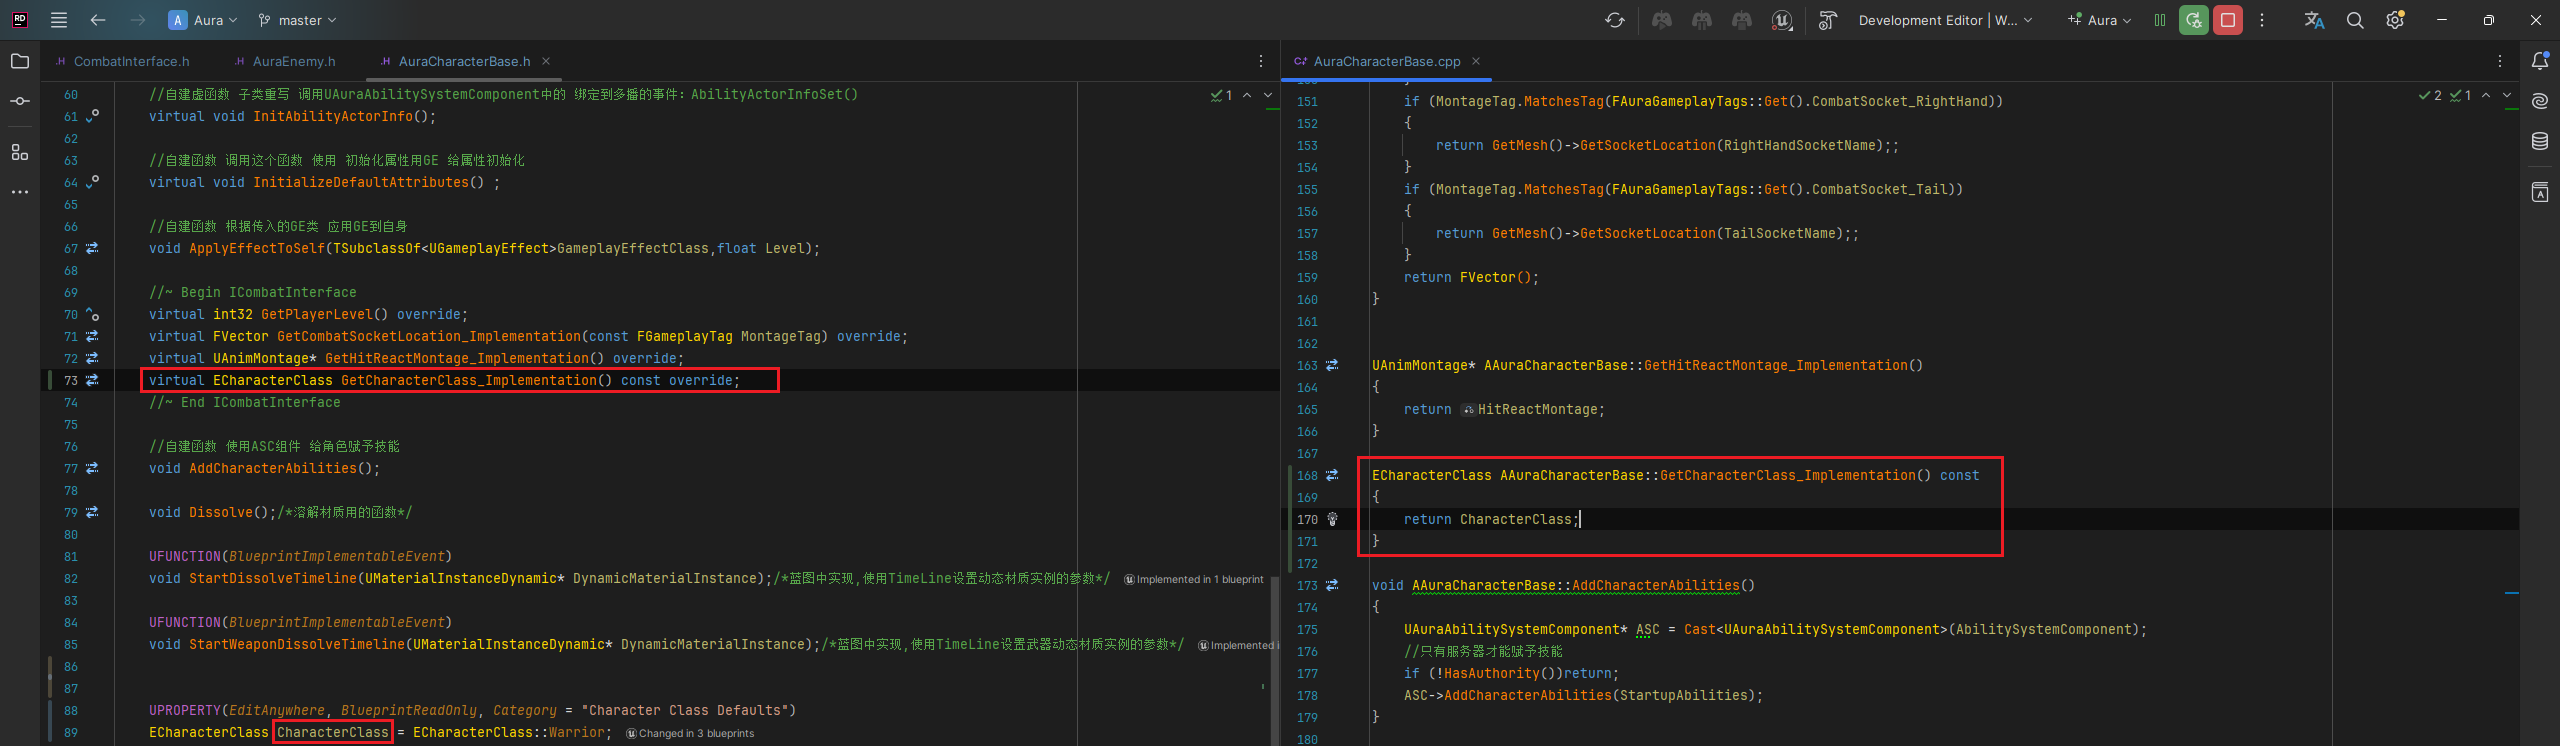 RD
A Aura
master
Development Editor | W...
Aura
CombatInterface.h
AuraEnemy.h
AuraCharacterBase.h
60 //自建虚函数 子类重写 调用UAuraAbilitySystemComponent中的 绑定到多播的事件：AbilityActorInfoSet()
1
61 virtual void InitAbilityActorInfo();
62
63 //自建函数 调用这个函数 使用 初始化属性用GE 给属性初始化
64 virtual void InitializeDefaultAttributes() ;
65
66 //自建函数 根据传入的GE类 应用GE到自身
67 void ApplyEffectToSelf(TSubclassOf<UGameplayEffect>GameplayEffectClass,float Level);
68
69 //~ Begin ICombatInterface
70 virtual int32 GetPlayerLevel() override;
71 virtual FVector GetCombatSocketLocation_Implementation(const FGameplayTag MontageTag) override;
72 virtual UAnimMontage* GetHitReactMontage_Implementation() override;
73 virtual ECharacterClass GetCharacterClass_Implementation() const override;
74 //~ End ICombatInterface
75
76 //自建函数 使用ASC组件 给角色赋予技能
77 void AddCharacterAbilities();
78
79 void Dissolve();/*溶解材质用的函数*/
80
81 UFUNCTION(BlueprintImplementableEvent)
82 void StartDissolveTimeline(UMaterialInstanceDynamic* DynamicMaterialInstance);/*蓝图中实现,使用TimeLine设置动态材质实例的参数*/ Implemented in 1 blueprint
83
84 UFUNCTION(BlueprintImplementableEvent)
85 void StartWeaponDissolveTimeline(UMaterialInstanceDynamic* DynamicMaterialInstance);/*蓝图中实现,使用TimeLine设置武器动态材质实例的参数*/ Implemented i
86
87
88 UPROPERTY(EditAnywhere, BlueprintReadOnly, Category = "Character Class Defaults")
89 ECharacterClass CharacterClass = ECharacterClass::Warrior; Changed in 3 blueprints
AuraCharacterBase.cpp
2 1
151 if (MontageTag.MatchesTag(FAuraGameplayTags::Get().CombatSocket_RightHand))
152 {
153 return GetMesh()->GetSocketLocation(RightHandSocketName);;
154 }
155 if (MontageTag.MatchesTag(FAuraGameplayTags::Get().CombatSocket_Tail))
156 {
157 return GetMesh()->GetSocketLocation(TailSocketName);;
158 }
159 return FVector();
160 }
161
162
163 UAnimMontage* AAuraCharacterBase::GetHitReactMontage_Implementation()
164 {
165 return HitReactMontage;
166 }
167
168 ECharacterClass AAuraCharacterBase::GetCharacterClass_Implementation() const
169 {
170 return CharacterClass;
171 }
172
173 void AAuraCharacterBase::AddCharacterAbilities()
174 {
175 UAuraAbilitySystemComponent* ASC = Cast<UAuraAbilitySystemComponent>(AbilitySystemComponent);
176 //只有服务器才能赋予技能
177 if (!HasAuthority())return;
178 ASC->AddCharacterAbilities(StartupAbilities);
179 }
180